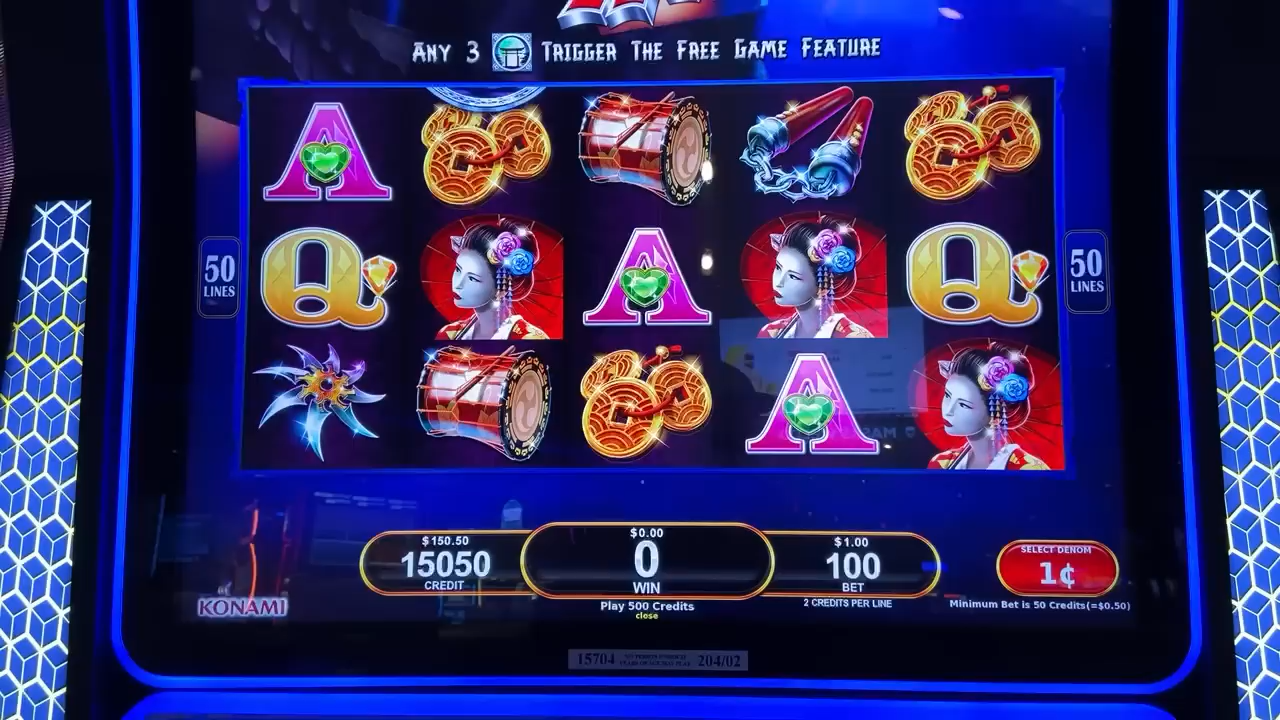 ANY 3 TRIGGER THE FREE GAME FEATURE
A
Q
A
Q
A
50
LINES
50
LINES
$150.50
15050
CREDIT
$0.00
0
WIN
$1.00
100
BET
SELECT DENOM
1¢
Play 500 Credits
close
2 CREDITS PER LINE
Minimum Bet is 50 Credits(=$0.50)
KONAMI
15704
204/02